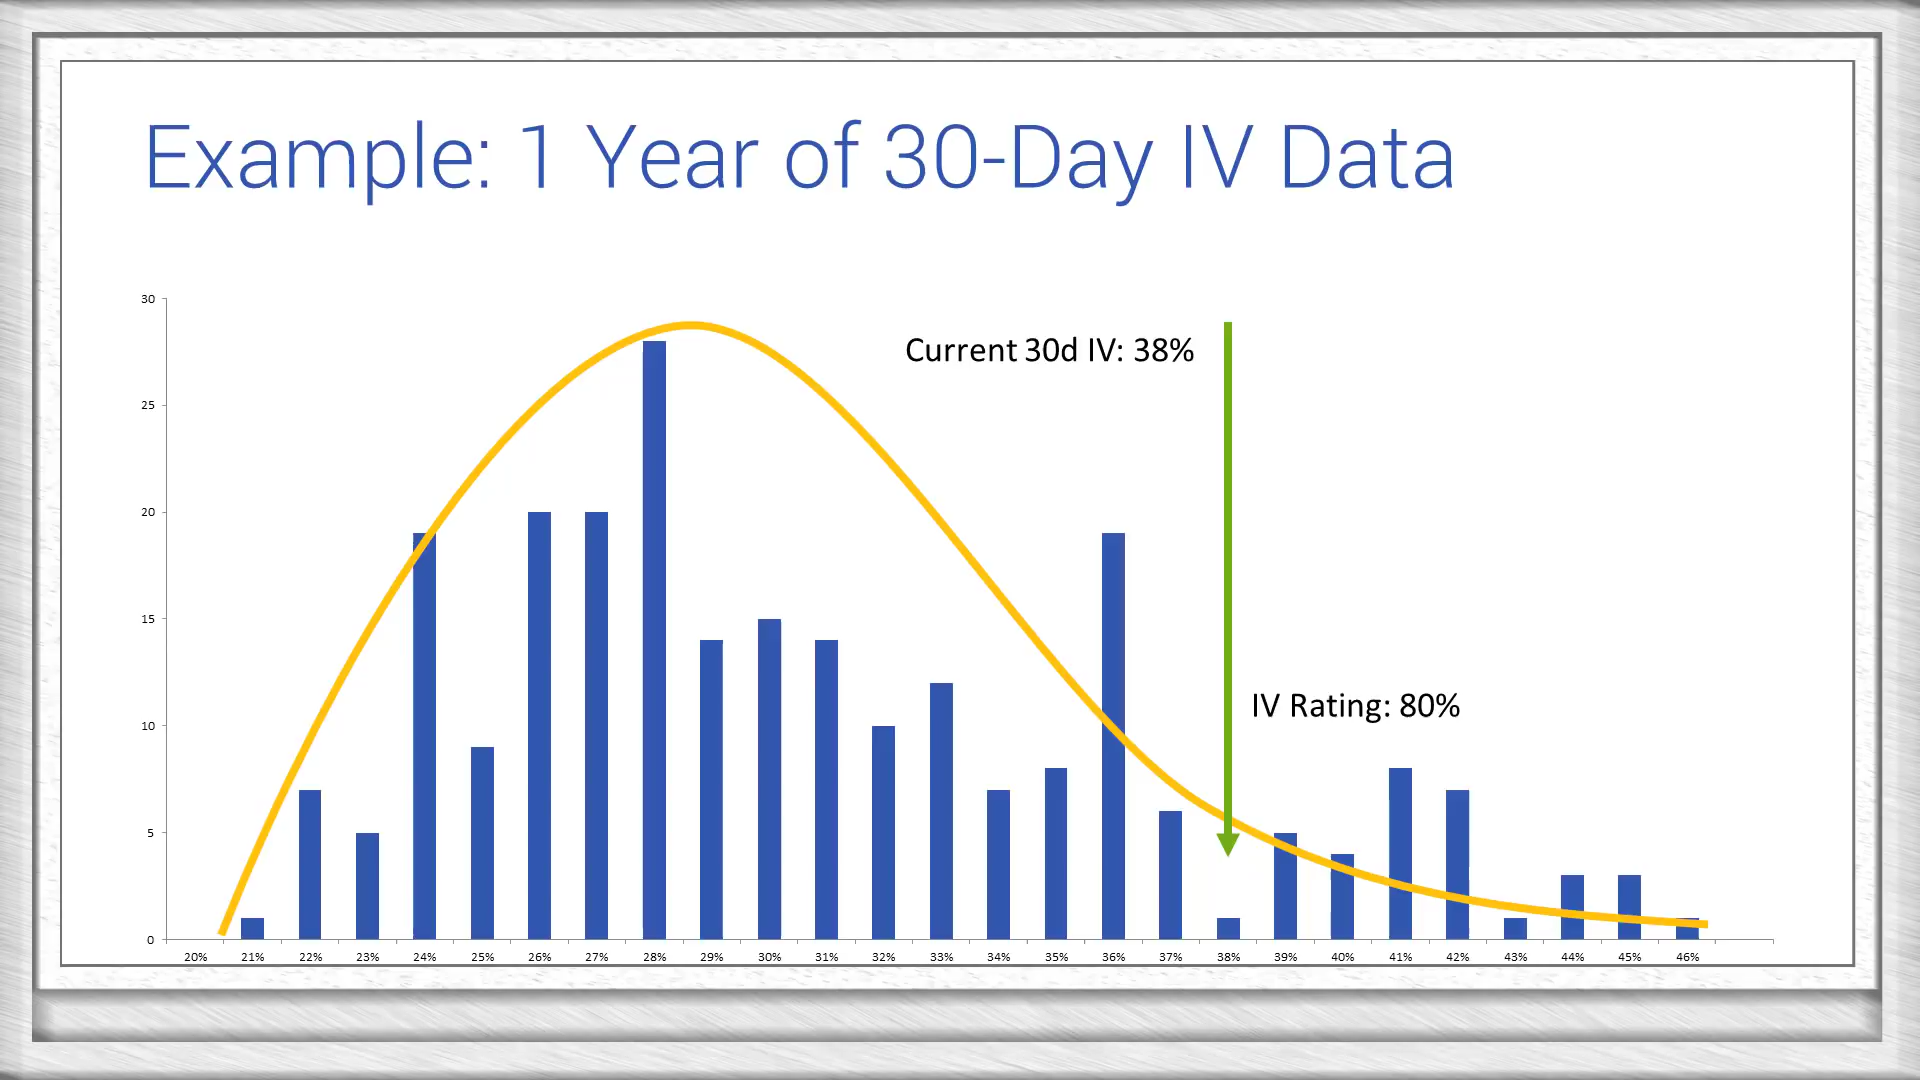 Example: 1 Year of 30-Day IV Data
30
Current 30d IV: 38%
25
20
15
IV Rating: 80%
10
5
0
20% 21% 22% 23% 24% 25% 26% 27% 28% 29% 30% 31% 32% 33% 34% 35% 36% 37% 38% 39% 40% 41% 42% 43% 44% 45% 46%